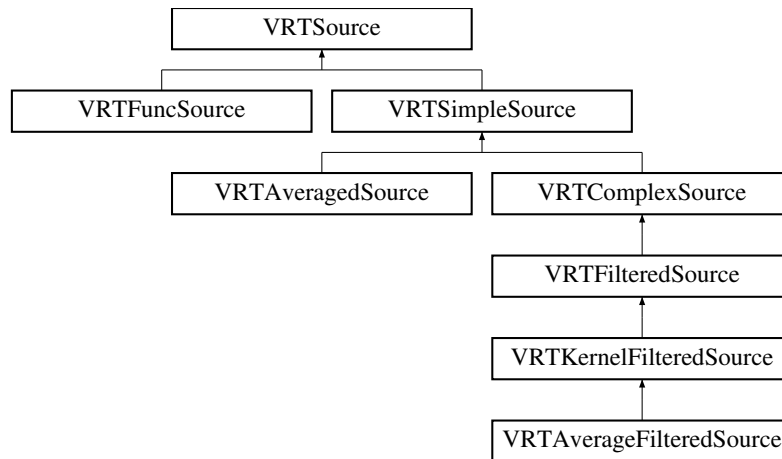 VRTSource
VRTFuncSource
VRTSimpleSource
VRTAveragedSource
VRTComplexSource
VRTFilteredSource
VRTKernelFilteredSource
VRTAverageFilteredSource